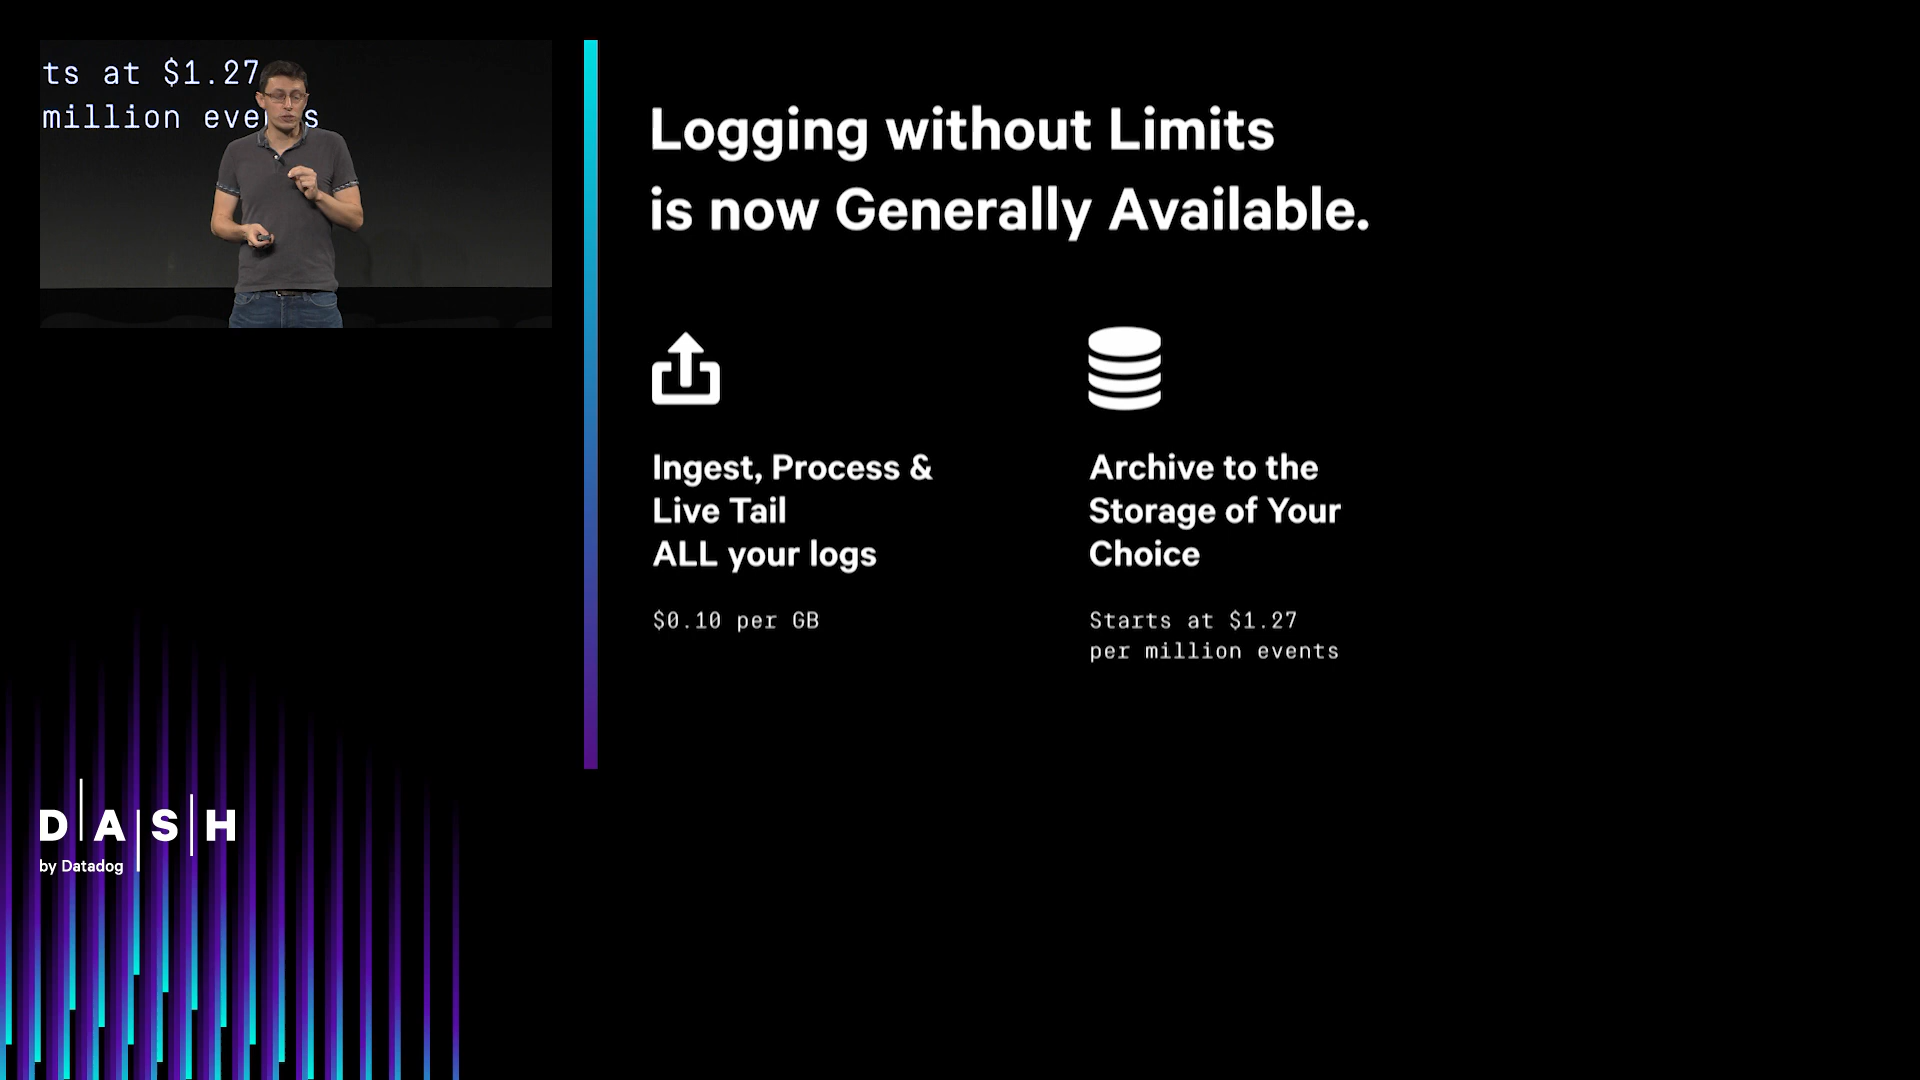 ts at $1.27
million eve s
Logging without Limits
is now Generally Available.
Ingest, Process &
Live Tail
ALL your logs
$0.10 per GB
Archive to the
Storage of Your
Choice
Starts at $1.27
per million events
DASH
by Datadog